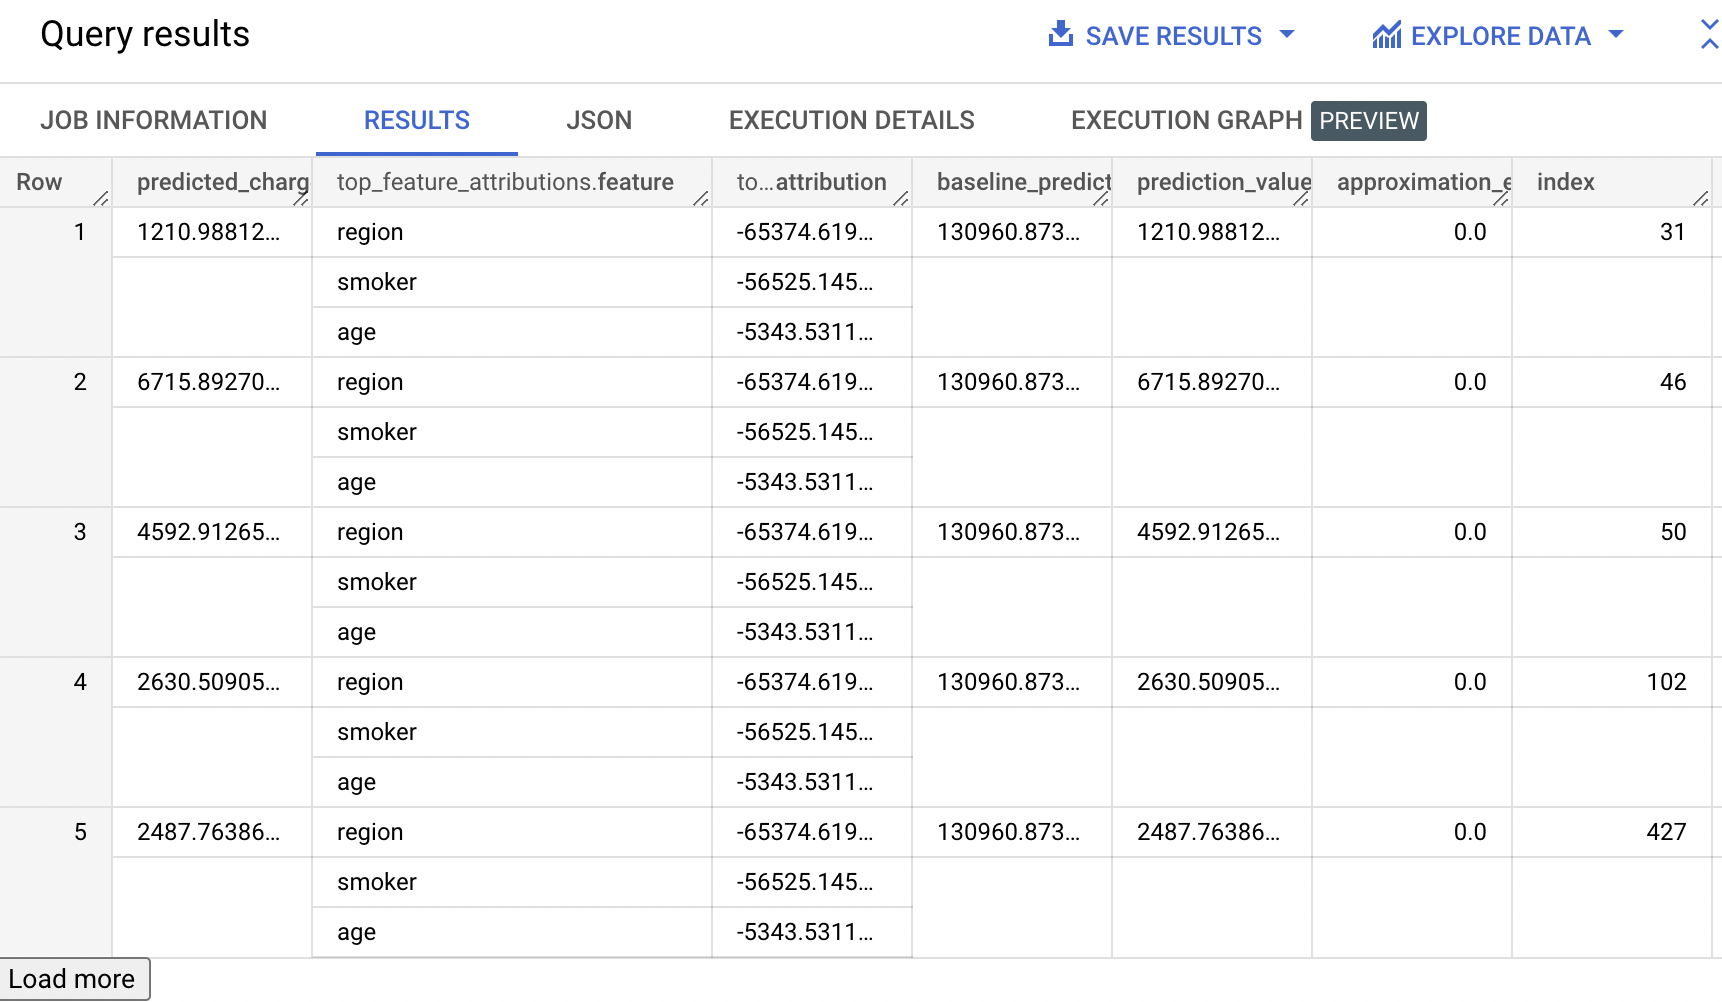 Query results
SAVE RESULTS
EXPLORE DATA
JOB INFORMATION RESULTS JSON EXECUTION DETAILS EXECUTION GRAPH PREVIEW
Row predicted_charg top_feature_attributions.feature to...attribution baseline_predict prediction_value approximation_e index
1 1210.98812... region -65374.619... 130960.873... 1210.98812... 0.0 31
smoker -56525.145...
age -5343.5311...
2 6715.89270... region -65374.619... 130960.873... 6715.89270... 0.0 46
smoker -56525.145...
age -5343.5311...
3 4592.91265... region -65374.619... 130960.873... 4592.91265... 0.0 50
smoker -56525.145...
age -5343.5311...
4 2630.50905... region -65374.619... 130960.873... 2630.50905... 0.0 102
smoker -56525.145...
age -5343.5311...
5 2487.76386... region -65374.619... 130960.873... 2487.76386... 0.0 427
smoker -56525.145...
age -5343.5311...
Load more